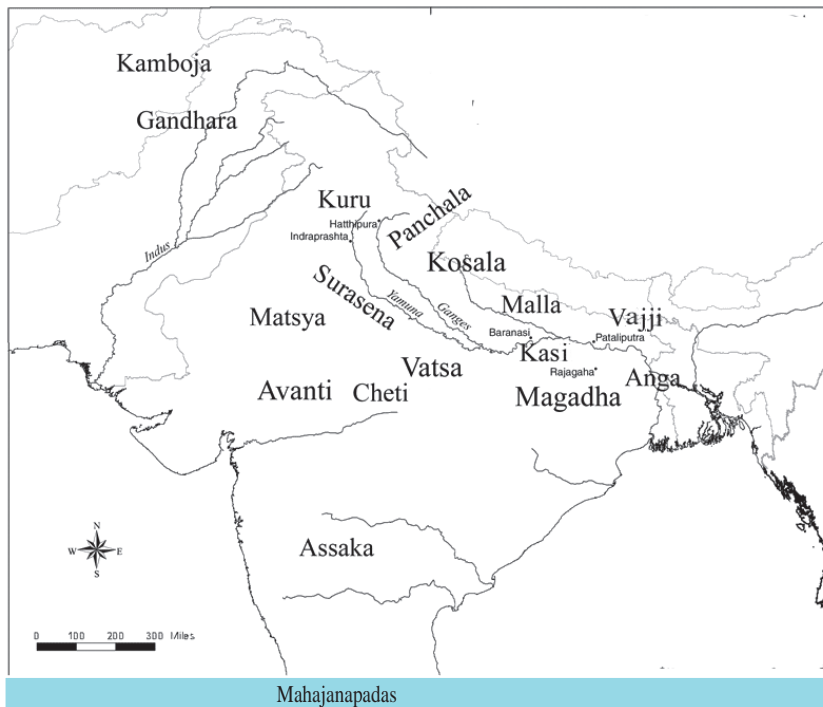 Kamboja
Gandhara
Kuru
Panchala
Hatthipura
Indraprashta
Indus
Kosala
Surasena
Yamuna
Ganges
Malla
Vajji
Matsya
Baranasi
Pataliputra
Kasi
Vatsa
Rajagaha
Anga
Avanti
Cheti
Magadha
Assaka
N
W
E
S
0 100 200 300 Miles
Mahajanapadas